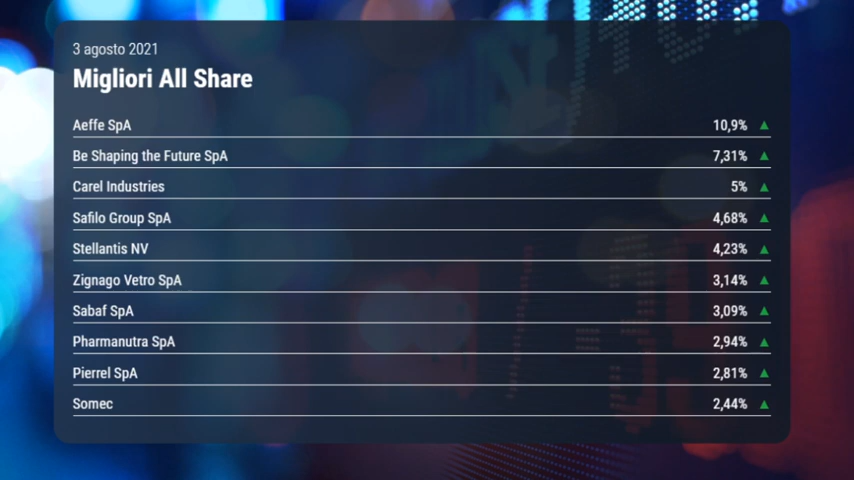 3 agosto 2021
Migliori All Share
Aeffe SpA 10,9% ▲
Be Shaping the Future SpA 7,31% ▲
Carel Industries 5% ▲
Safilo Group SpA 4,68% ▲
Stellantis NV 4,23% ▲
Zignago Vetro SpA 3,14% ▲
Sabaf SpA 3,09% ▲
Pharmanutra SpA 2,94% ▲
Pierrel SpA 2,81% ▲
Somec 2,44% ▲